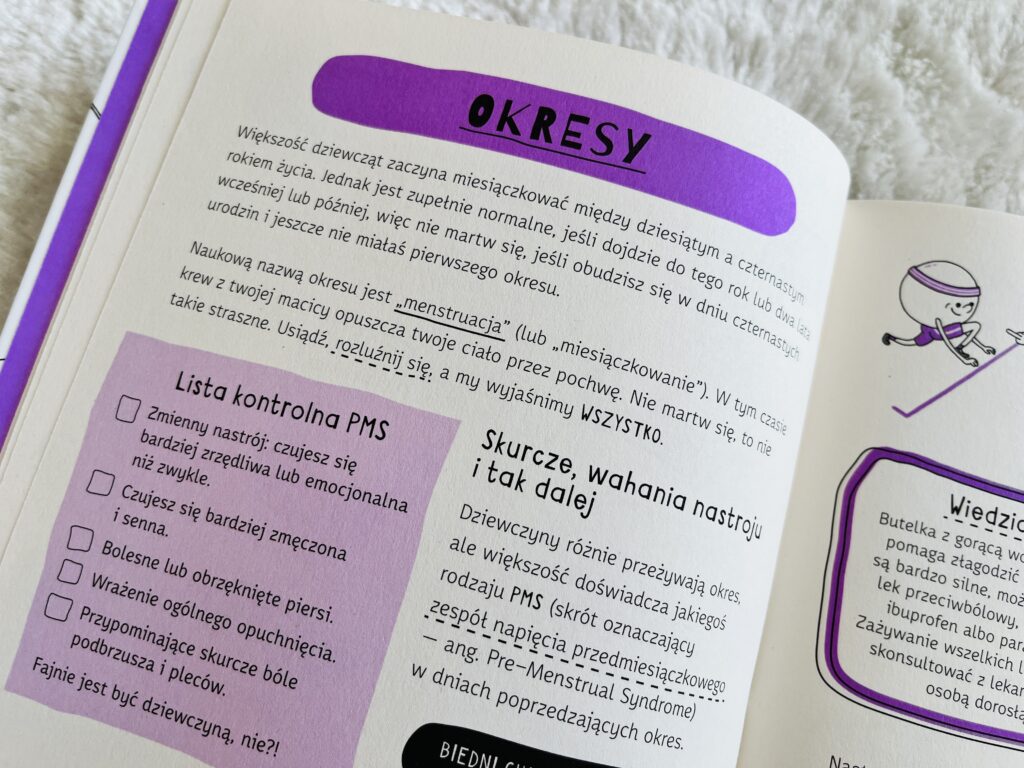 OKRESY
Większość dziewcząt zaczyna miesiączkować między dziesiątym a czternastym
rokiem życia. Jednak jest zupełnie normalne, jeśli dojdzie do tego rok lub dwa lata
wcześniej lub później, więc nie martw się, jeśli obudzisz się w dniu czternastych
urodzin i jeszcze nie miałaś pierwszego okresu.
Naukową nazwą okresu jest „menstruacja” (lub „miesiączkowanie”). W tym czasie
krew z twojej macicy opuszcza twoje ciało przez pochwę. Nie martw się, to nie
takie straszne. Usiądź, rozluźnij się, a my wyjaśnimy WSZYSTKO.
Lista kontrolna PMS
Zmienny nastrój: czujesz się
bardziej zrzędliwa lub emocjonalna
niż zwykle.
Czujesz się bardziej zmęczona
i senna.
Bolesne lub obrzęknięte piersi.
Wrażenie ogólnego opuchnięcia.
Przypominające skurcze bóle
podbrzusza i pleców.
Fajnie jest być dziewczyną, nie?!
Skurcze, wahania nastroju
i tak dalej
Dziewczyny różnie przeżywają okres,
ale większość doświadcza jakiegoś
rodzaju PMS (skrót oznaczający
zespół napięcia przedmiesiączkowego
– ang. Pre–Menstrual Syndrome)
w dniach poprzedzających okres.
BIEDNI
Butelka z gorącą
pomaga złagodzić
są bardzo silne,
lek przeciwbólowy,
ibuprofen albo
Zażywanie wszelkich
skonsultować z
osobą